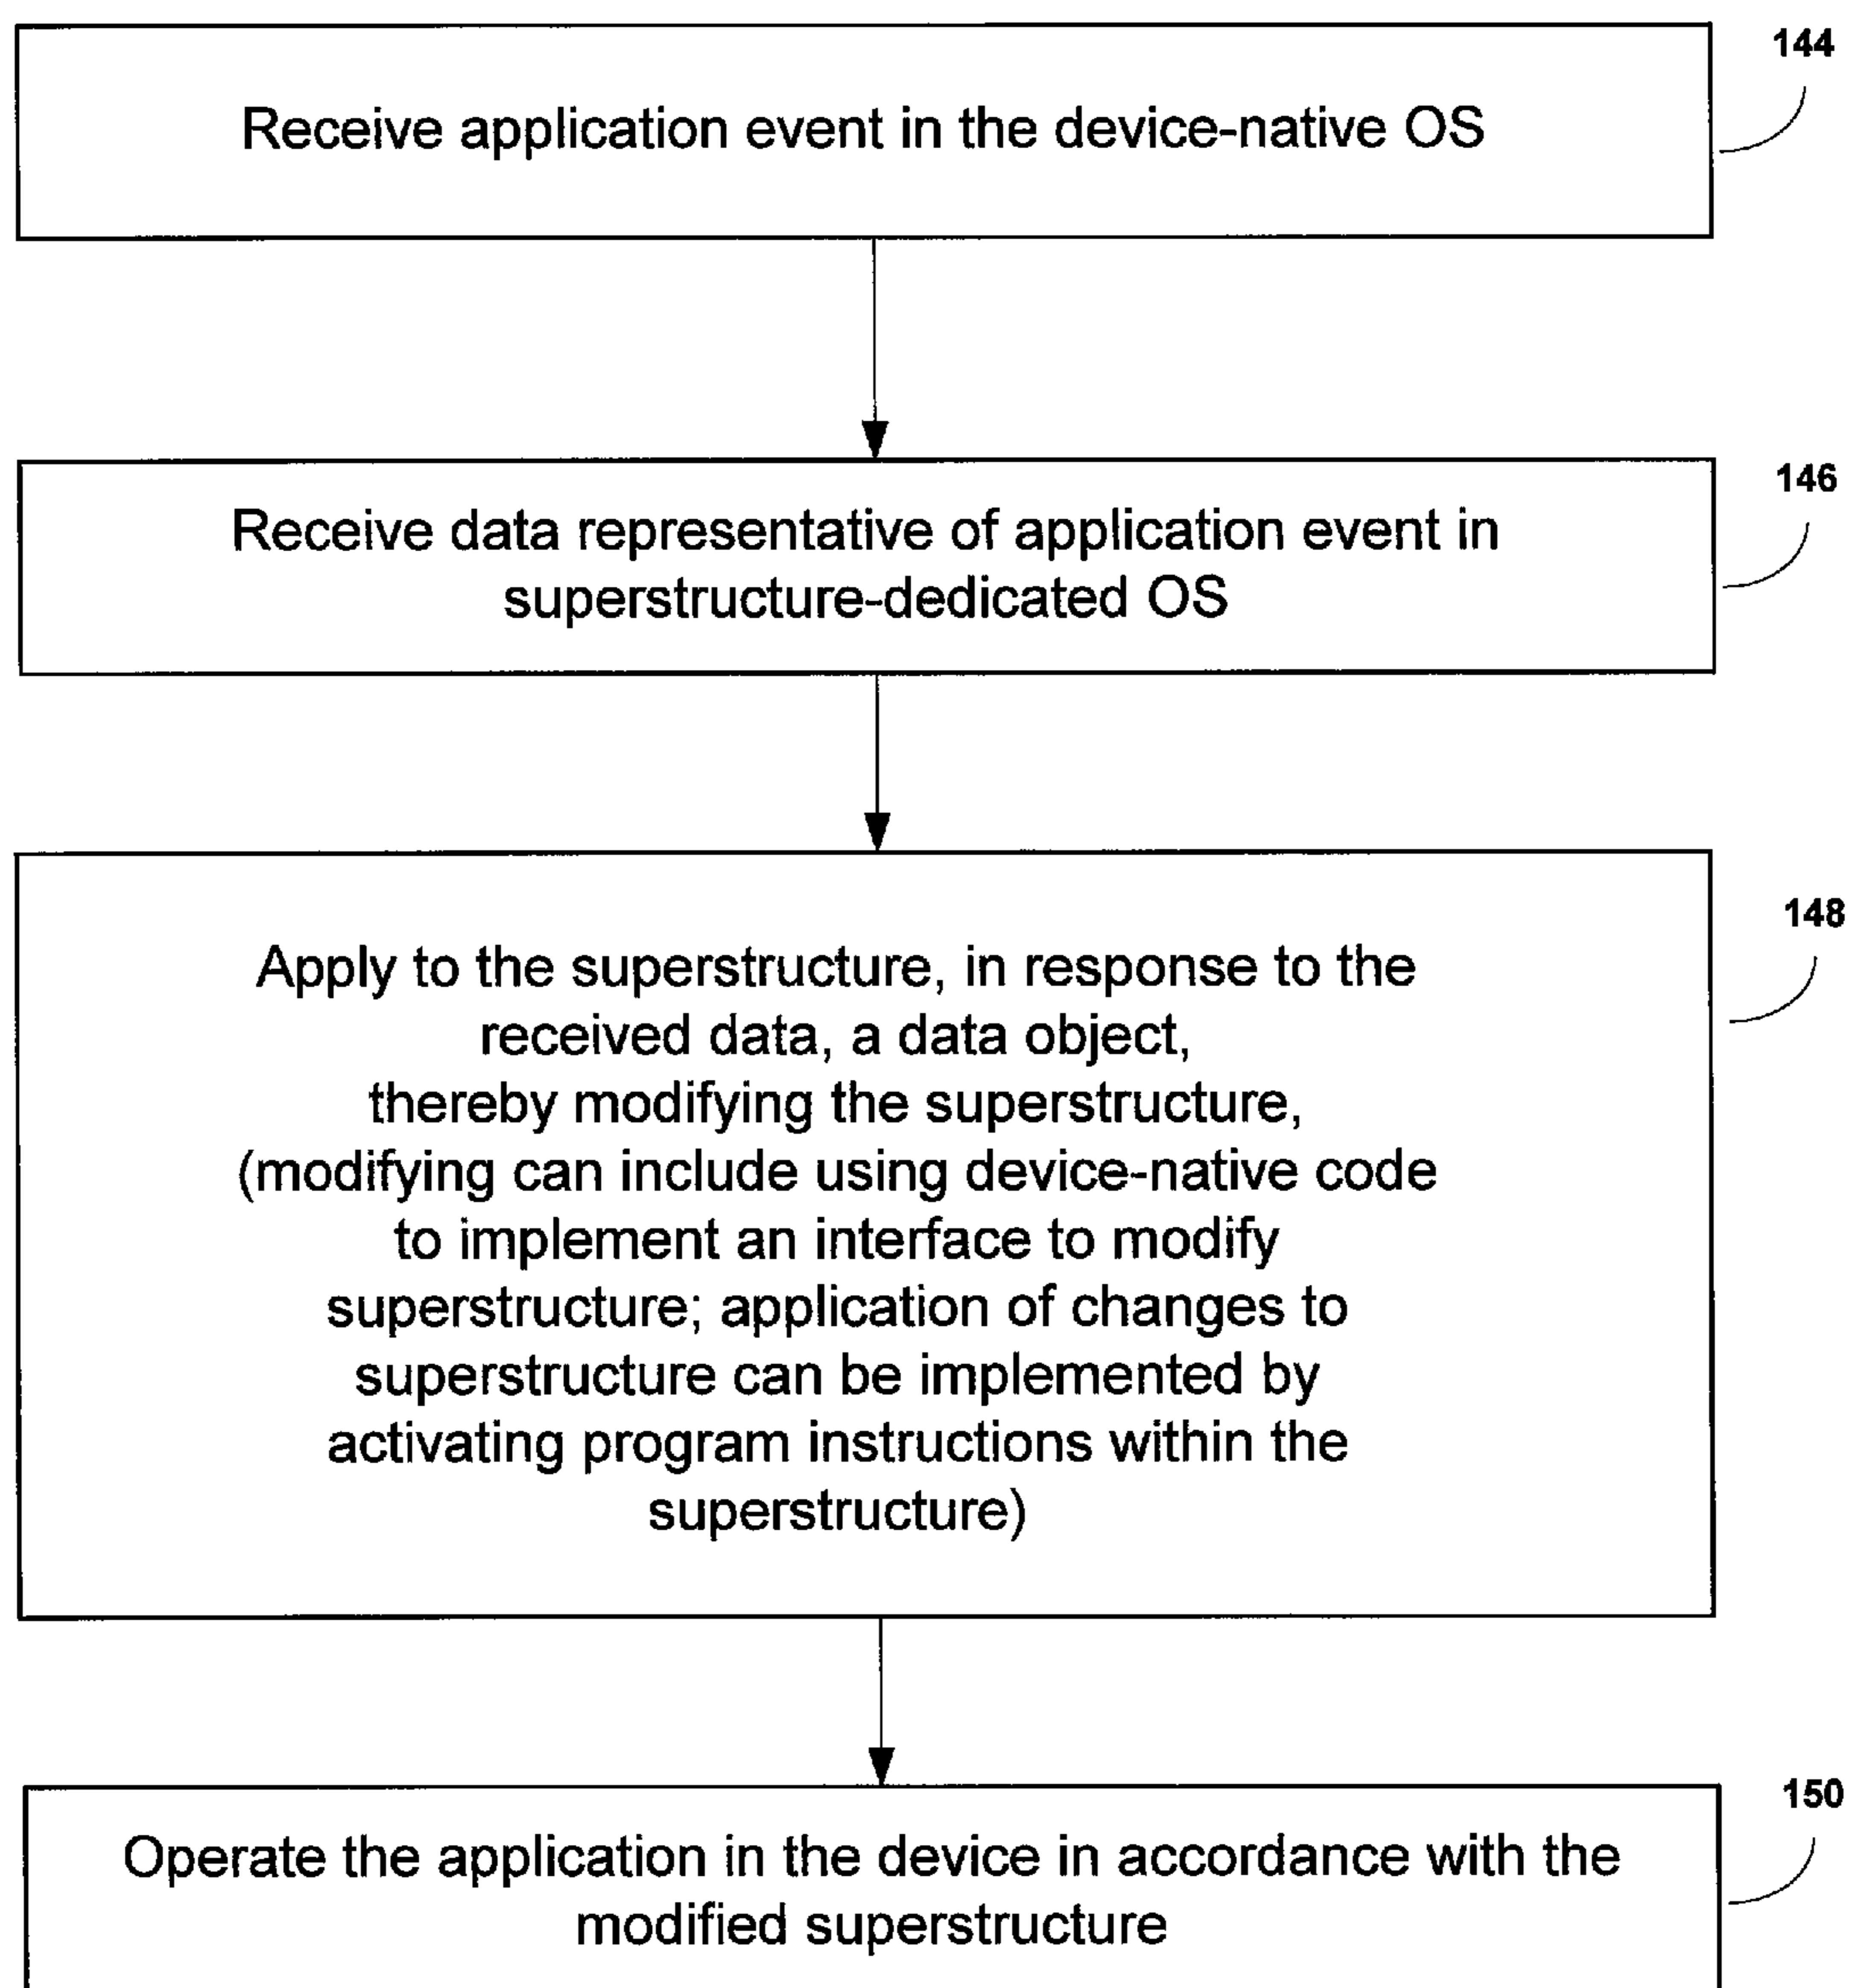 144
Receive application event in the device-native OS
146
Receive data representative of application event in
superstructure-dedicated OS
148
Apply to the superstructure, in response to the
received data, a data object,
thereby modifying the superstructure,
(modifying can include using device-native code
to implement an interface to modify
superstructure; application of changes to
superstructure can be implemented by
activating program instructions within the
superstructure)
150
Operate the application in the device in accordance with the
modified superstructure